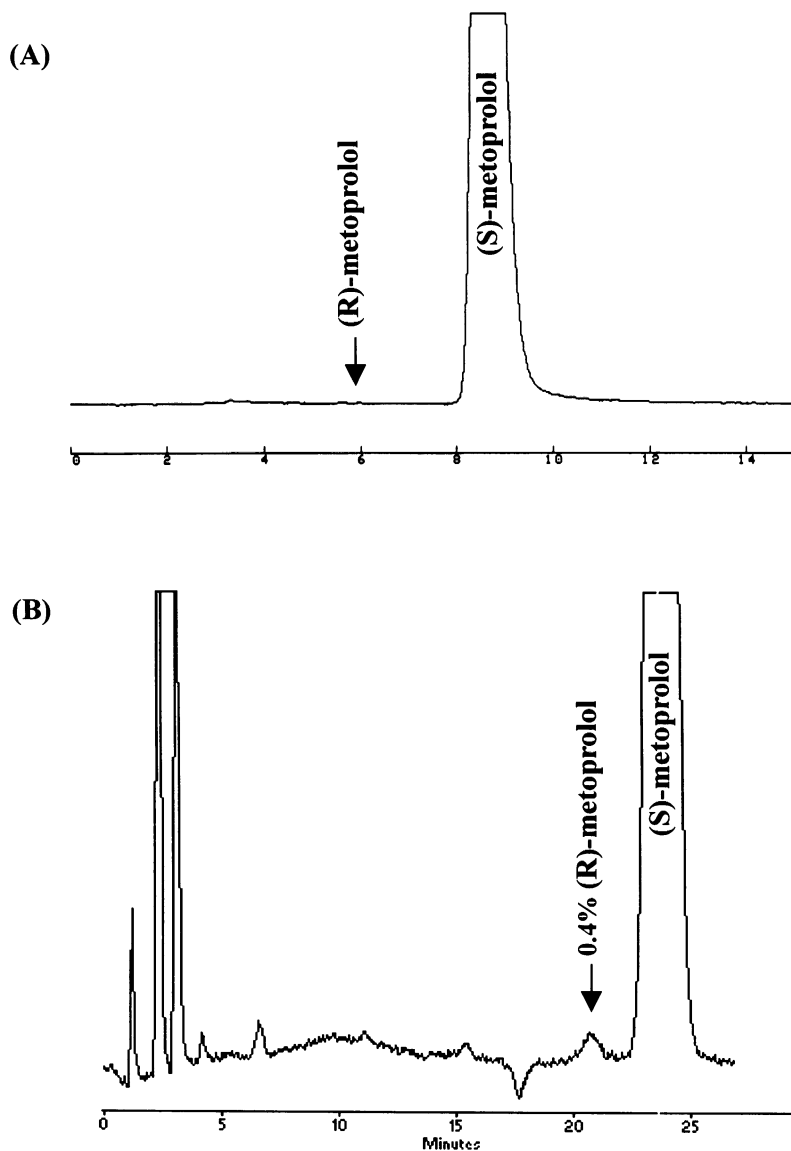 (A)
(R)-metoprolol
(S)-metoprolol
0 2 4 6 8 10 12 14
(B)
0.4% (R)-metoprolol
(S)-metoprolol
0 5 10 15 20 25
Minutes